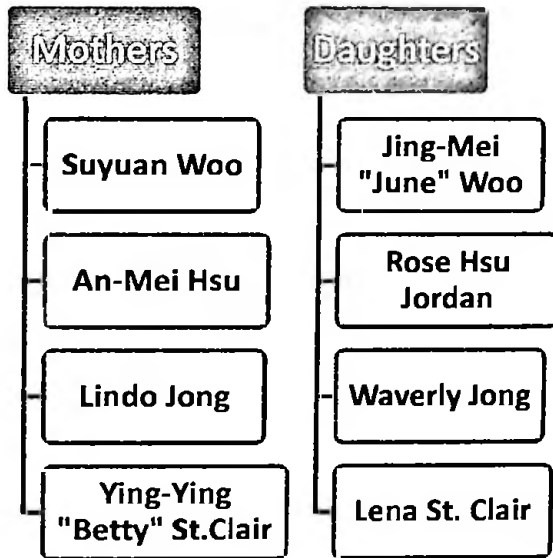 Mothers
Suyuan Woo
An-Mei Hsu
Lindo Jong
Ying-Ying
"Betty" St.Clair
Daughters
Jing-Mei
"June" Woo
Rose Hsu
Jordan
Waverly Jong
Lena St. Clair